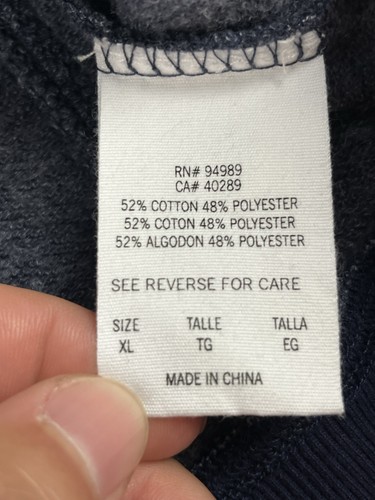 RN# 94989
CA# 40289
52% COTTON 48% POLYESTER
52% COTON 48% POLYESTER
52% ALGODON 48% POLYESTER
SEE REVERSE FOR CARE
SIZE TALLE TALLA
XL TG EG
MADE IN CHINA